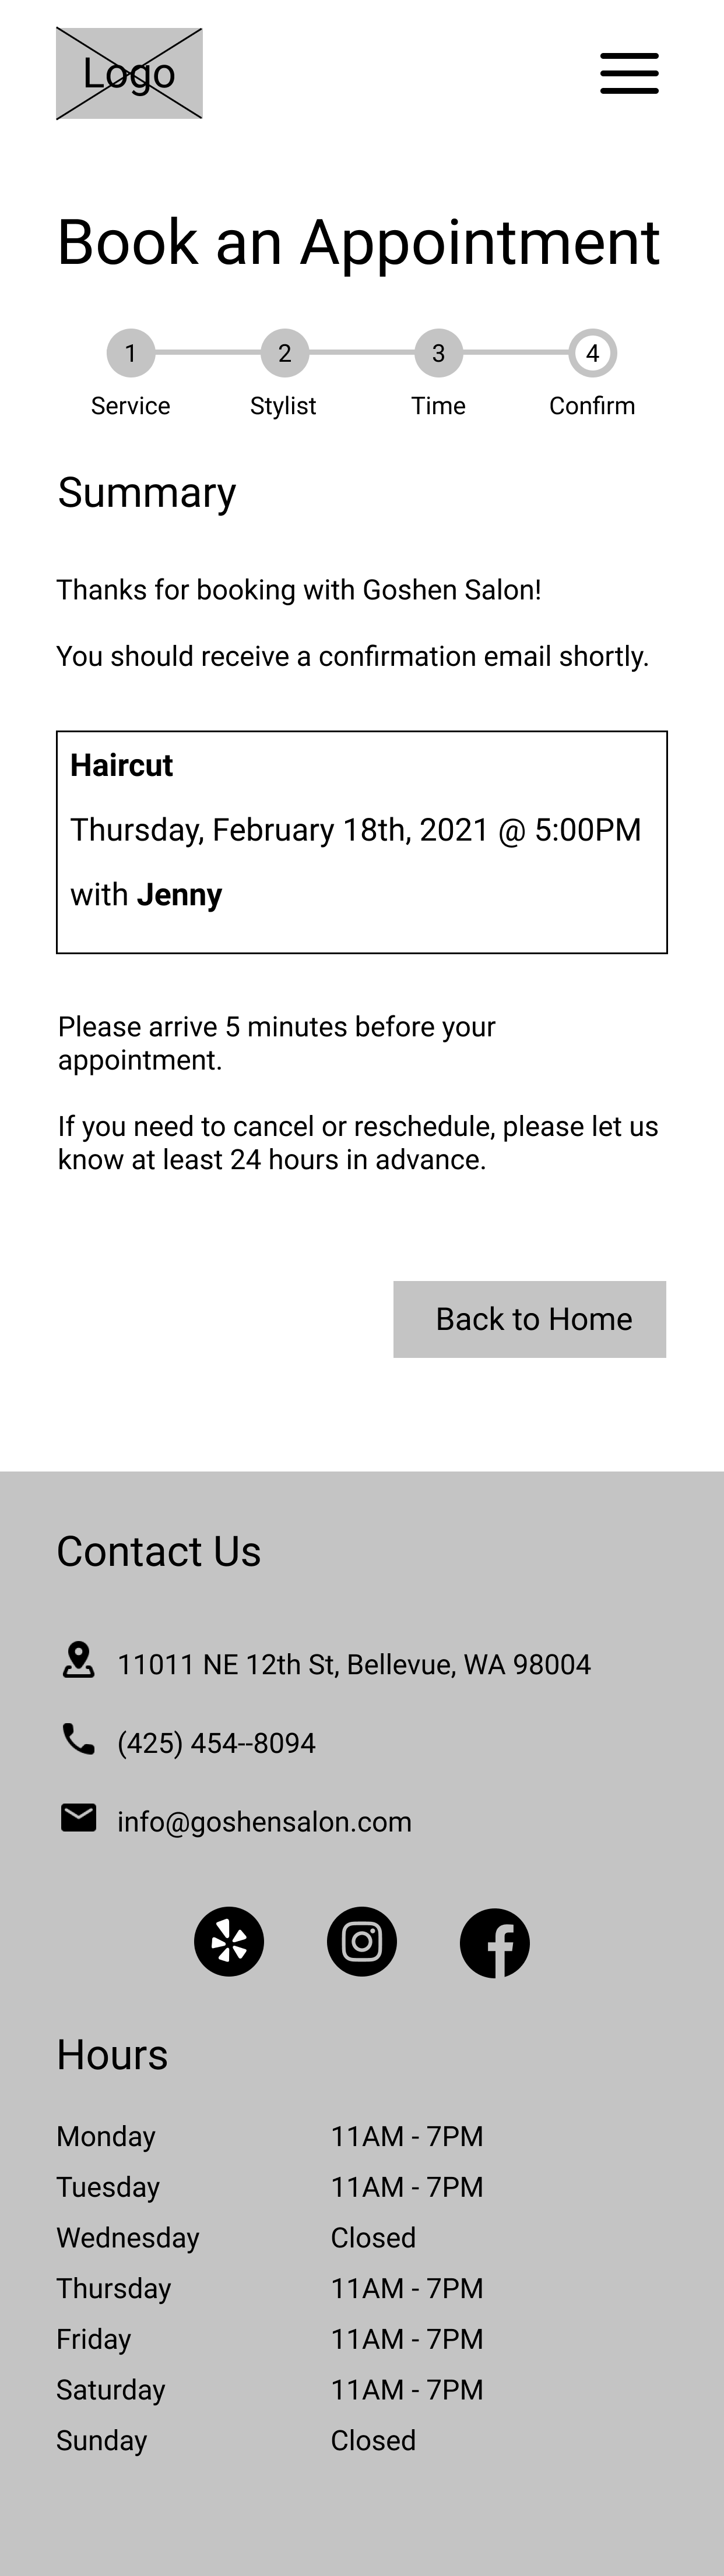 Logo
Book an Appointment
1 2 3 4
Service Stylist Time Confirm
Summary
Thanks for booking with Goshen Salon!
You should receive a confirmation email shortly.
Haircut
Thursday, February 18th, 2021 @ 5:00PM
with Jenny
Please arrive 5 minutes before your
appointment.
If you need to cancel or reschedule, please let us
know at least 24 hours in advance.
Back to Home
Contact Us
11011 NE 12th St, Bellevue, WA 98004
(425) 454--8094
info@goshensalon.com
Hours
Monday 11AM - 7PM
Tuesday 11AM - 7PM
Wednesday Closed
Thursday 11AM - 7PM
Friday 11AM - 7PM
Saturday 11AM - 7PM
Sunday Closed